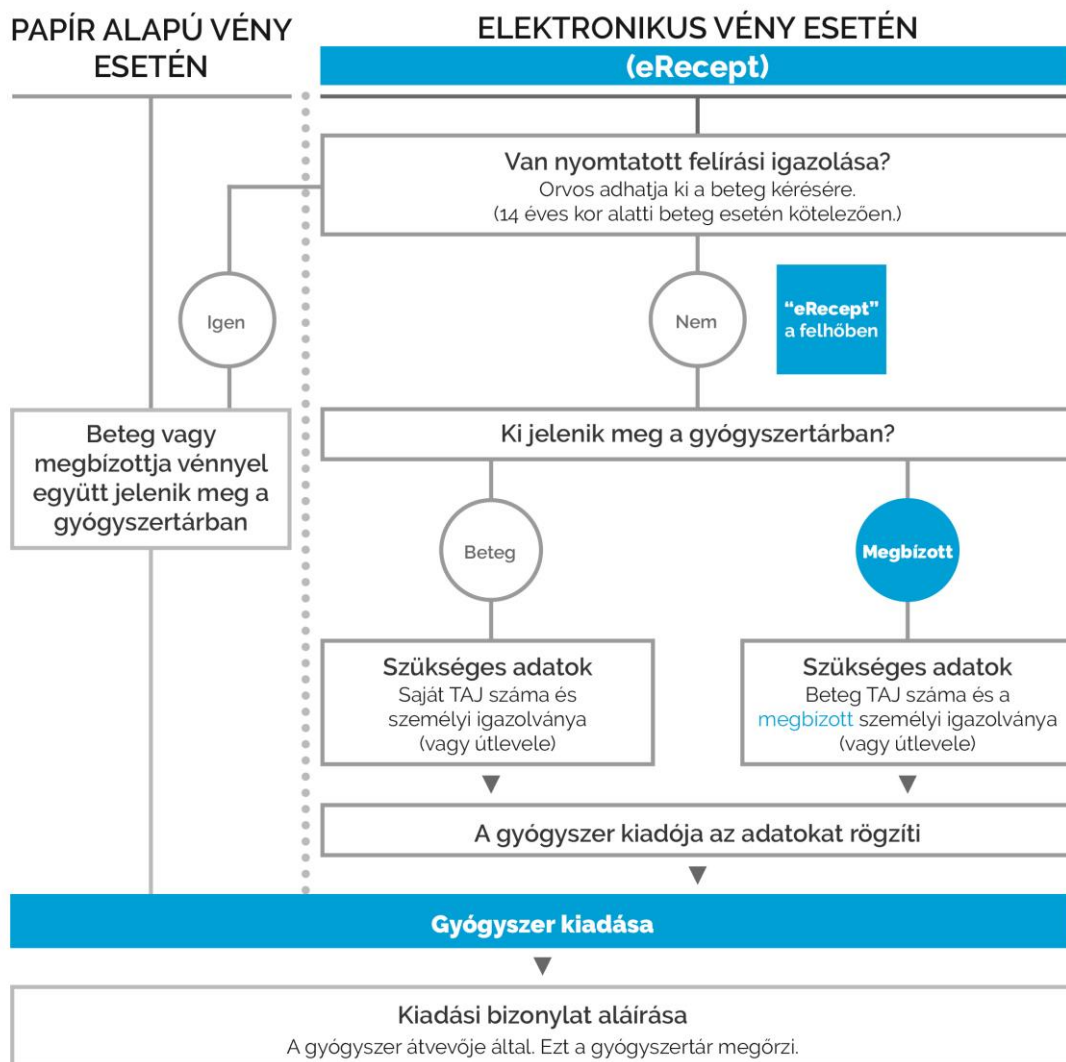 PAPÍR ALAPÚ VÉNY
ESETÉN
ELEKTRONIKUS VÉNY ESETÉN
(eRecept)
Van nyomtatott felírási igazolása?
Orvos adhatja ki a beteg kérésére.
(14 éves kor alatti beteg esetén kötelezően.)
Igen
Nem
“eRecept”
a felhőben
Beteg vagy
megbízottja vénnyel
együtt jelenik meg a
gyógyszertárban
Ki jelenik meg a gyógyszertárban?
Beteg
Megbízott
Szükséges adatok
Saját TAJ száma és
személyi igazolványa
(vagy útlevele)
Szükséges adatok
Beteg TAJ száma és a
megbízott személyi igazolványa
(vagy útlevele)
A gyógyszer kiadója az adatokat rögzíti
Gyógyszer kiadása
Kiadási bizonylat aláírása
A gyógyszer átvevője által. Ezt a gyógyszertár megőrzi.